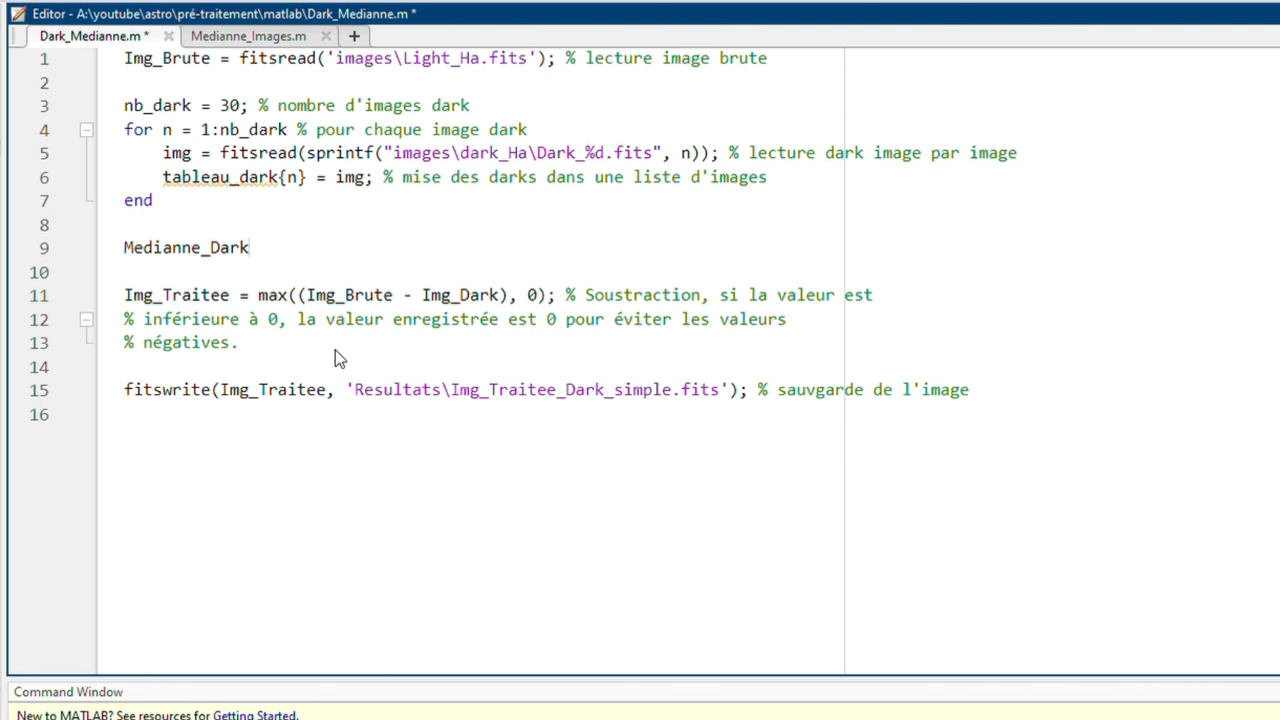 Editor - A:\youtube\astro\pré-traitement\matlab\Dark_Medianne.m *
Dark_Medianne.m * × Medianne_Images.m × +
1 Img_Brute = fitsread('images\Light_Ha.fits'); % lecture image brute
2
3 nb_dark = 30; % nombre d'images dark
4 for n = 1:nb_dark % pour chaque image dark
5 img = fitsread(sprintf("images\dark_Ha\Dark_%d.fits", n)); % lecture dark image par image
6 tableau_dark{n} = img; % mise des darks dans une liste d'images
7 end
8
9 Medianne_Dark
10
11 Img_Traitee = max((Img_Brute - Img_Dark), 0); % Soustraction, si la valeur est
12 % inférieure à 0, la valeur enregistrée est 0 pour éviter les valeurs
13 % négatives.
14
15 fitswrite(Img_Traitee, 'Resultats\Img_Traitee_Dark_simple.fits'); % sauvgarde de l'image
16
Command Window
New to MATLAB? See resources for Getting Started.